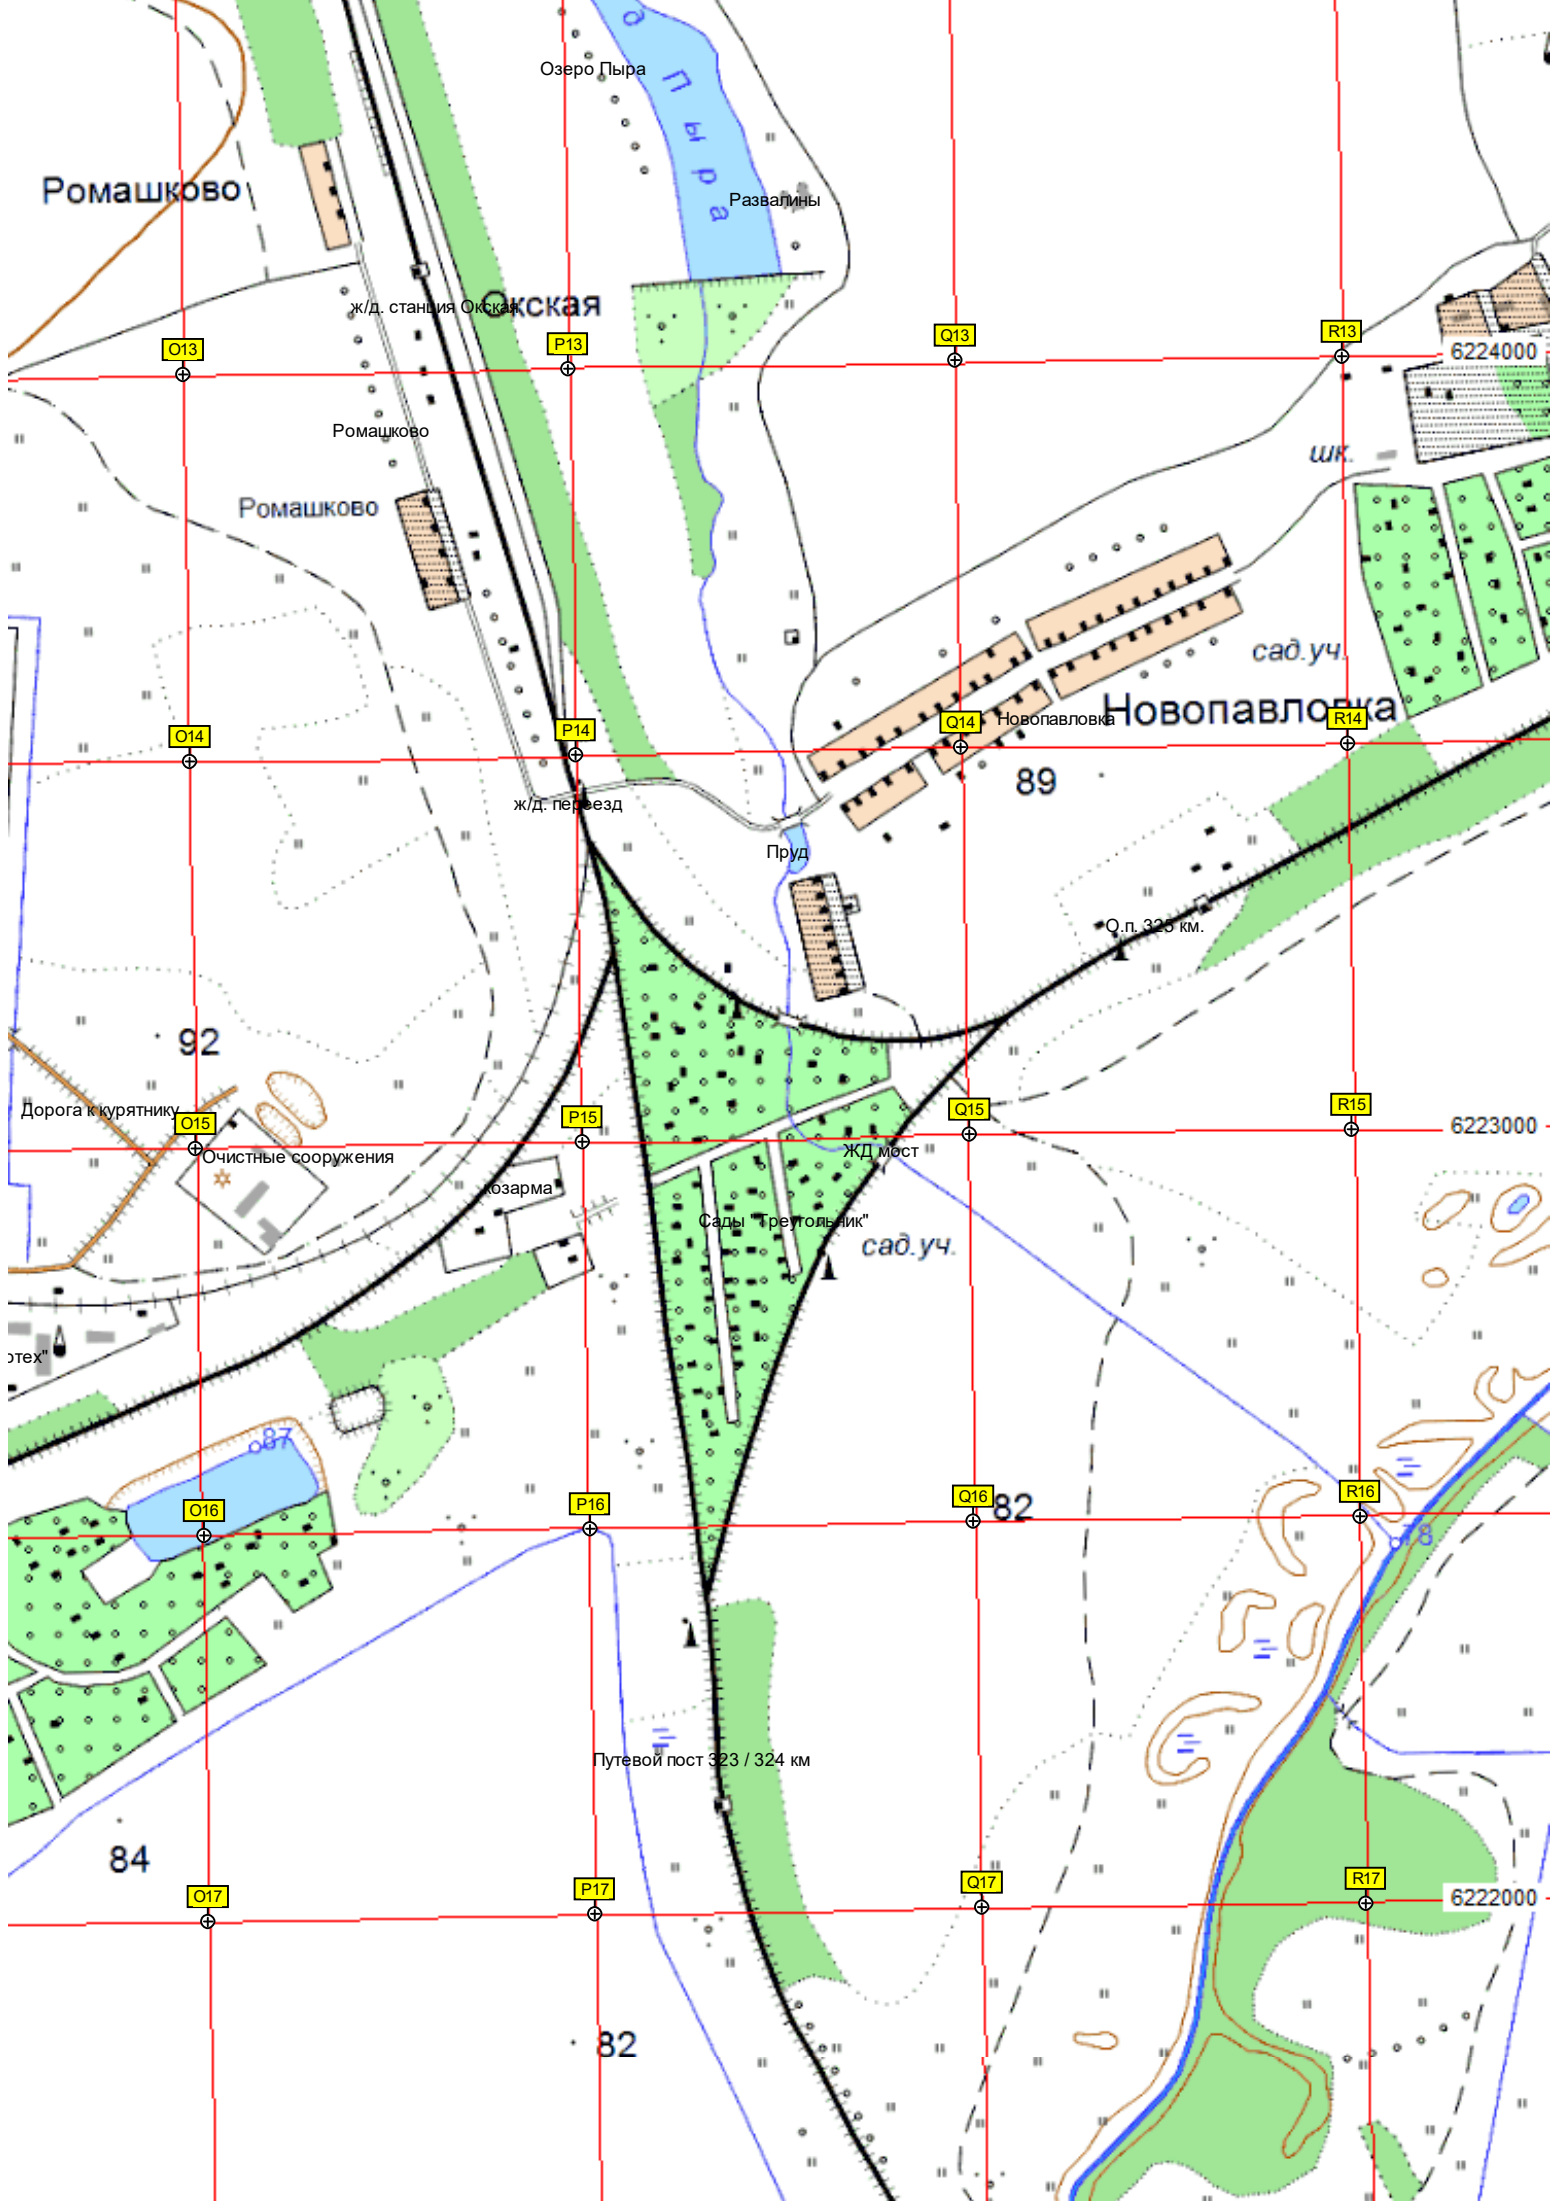 д Пыра
Озеро Пыра
Ромашково
Развалины
ж/д. станция Окская
Окская
O13
P13
Q13
R13
6224000
Ромашково
шк.
Ромашково
сад.уч.
Новопавловка
Новопавловка
O14
P14
Q14
R14
89
ж/д. переезд
Пруд
О.п. 325 км.
92
Дорога к курятнику
O15
P15
Q15
R15
6223000
Очистные сооружения
ЖД мост
козарма
Сады "Треугольник"
сад.уч.
отех"
87
O16
P16
Q16
R16
82
78
Путевой пост 323 / 324 км
84
O17
P17
Q17
R17
6222000
82